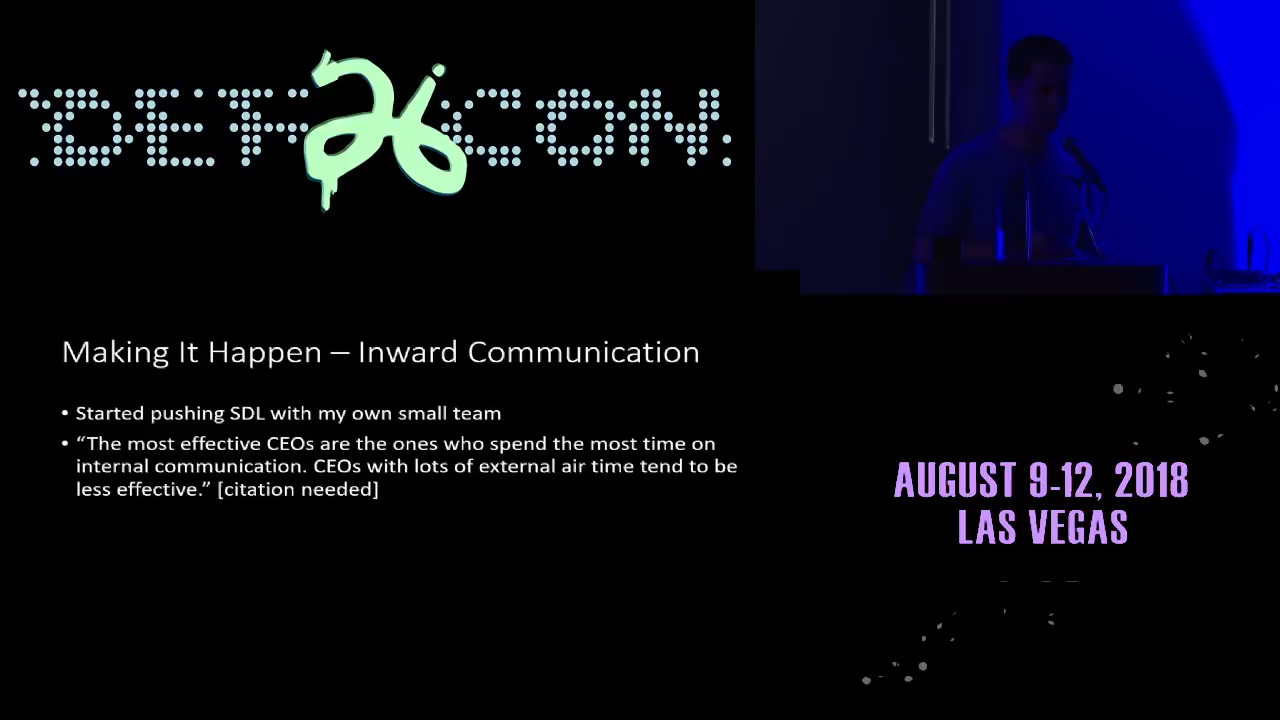 DEF 26 CON
Making It Happen – Inward Communication
• Started pushing SDL with my own small team
• “The most effective CEOs are the ones who spend the most time on
internal communication. CEOs with lots of external air time tend to be
less effective.” [citation needed]
AUGUST 9-12, 2018
LAS VEGAS